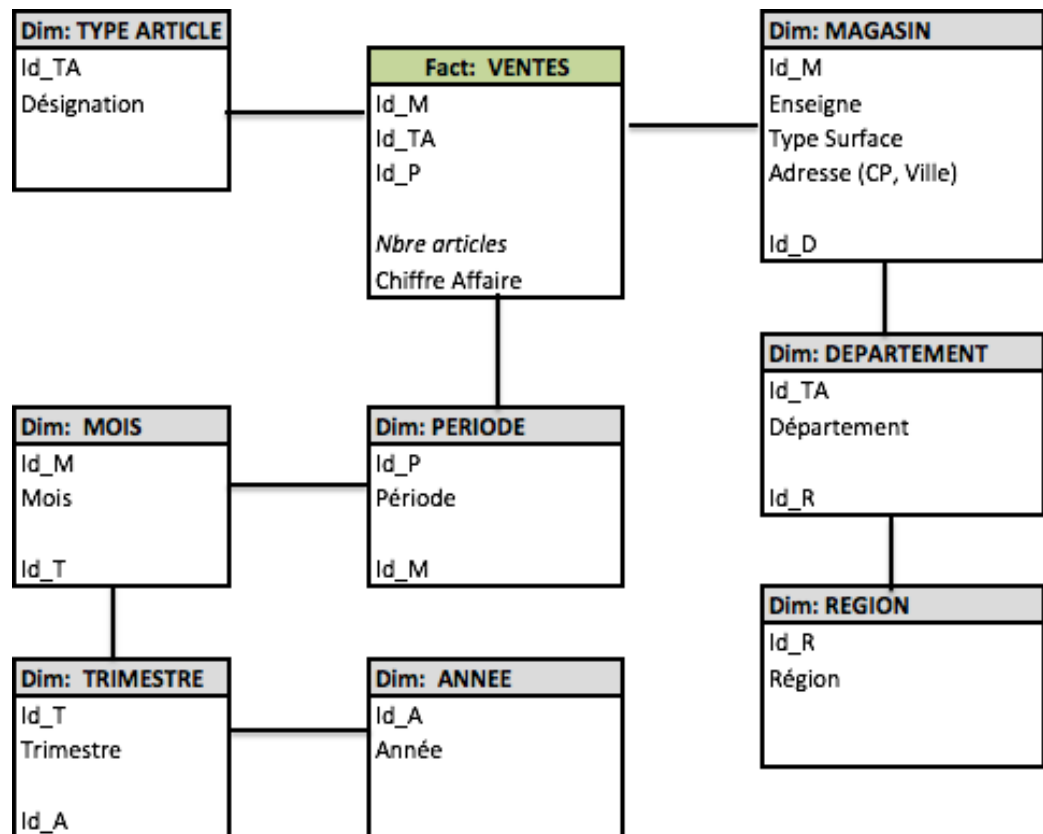 Dim: TYPE ARTICLE
Id_TA
Désignation
Fact: VENTES
Id_M
Id_TA
Id_P
Nbre articles
Chiffre Affaire
Dim: MAGASIN
Id_M
Enseigne
Type Surface
Adresse (CP, Ville)
Id_D
Dim: DEPARTEMENT
Id_TA
Département
Id_R
Dim: MOIS
Id_M
Mois
Id_T
Dim: PERIODE
Id_P
Période
Id_M
Dim: REGION
Id_R
Région
Dim: TRIMESTRE
Id_T
Trimestre
Id_A
Dim: ANNEE
Id_A
Année